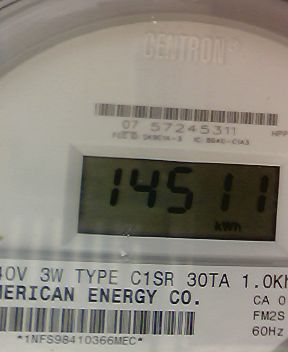 CENTRON®
07 57245311
14511
kWh
40V 3W TYPE C1SR 30TA 1.0Kh
MERICAN ENERGY CO.
CA 0
FM2S
60Hz
*1NFS98410366MEC*